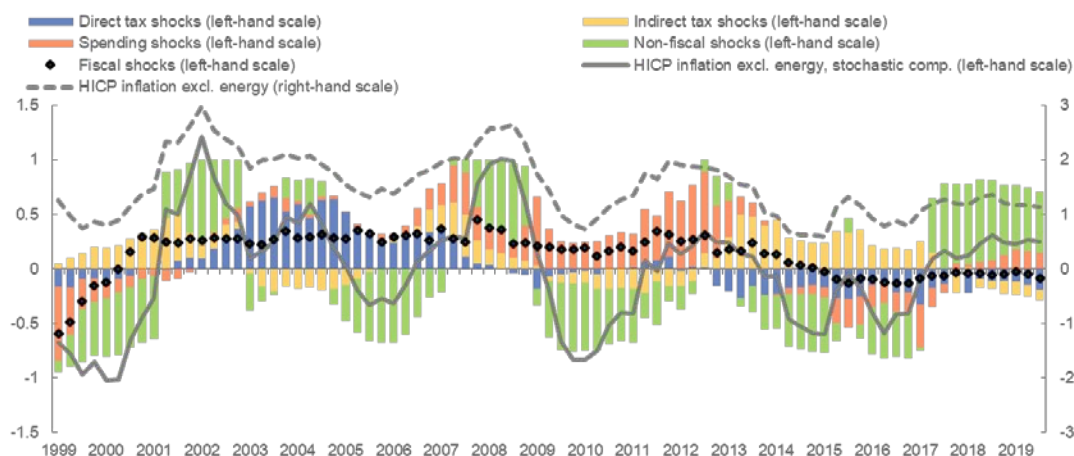 Direct tax shocks (left-hand scale)
Indirect tax shocks (left-hand scale)
Spending shocks (left-hand scale)
Non-fiscal shocks (left-hand scale)
Fiscal shocks (left-hand scale)
HICP inflation excl. energy, stochastic comp. (left-hand scale)
HICP inflation excl. energy (right-hand scale)
1.5
1
0.5
0
-0.5
-1
-1.5
3
2
1
0
-1
-2
-3
1999 2000 2001 2002 2003 2004 2005 2006 2007 2008 2009 2010 2011 2012 2013 2014 2015 2016 2017 2018 2019